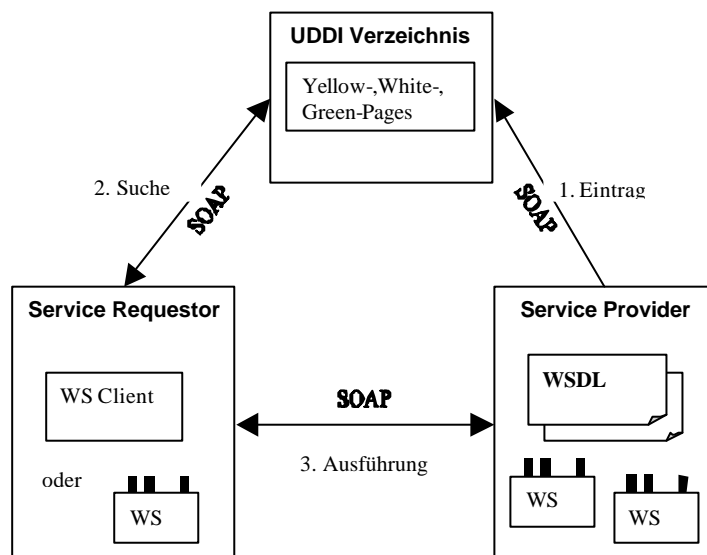 UDDI Verzeichnis
Yellow-,White-,
Green-Pages
2. Suche
SOAP
1. Eintrag
SOAP
Service Requestor
WS Client
oder
WS
SOAP
3. Ausführung
Service Provider
WSDL
WS
WS